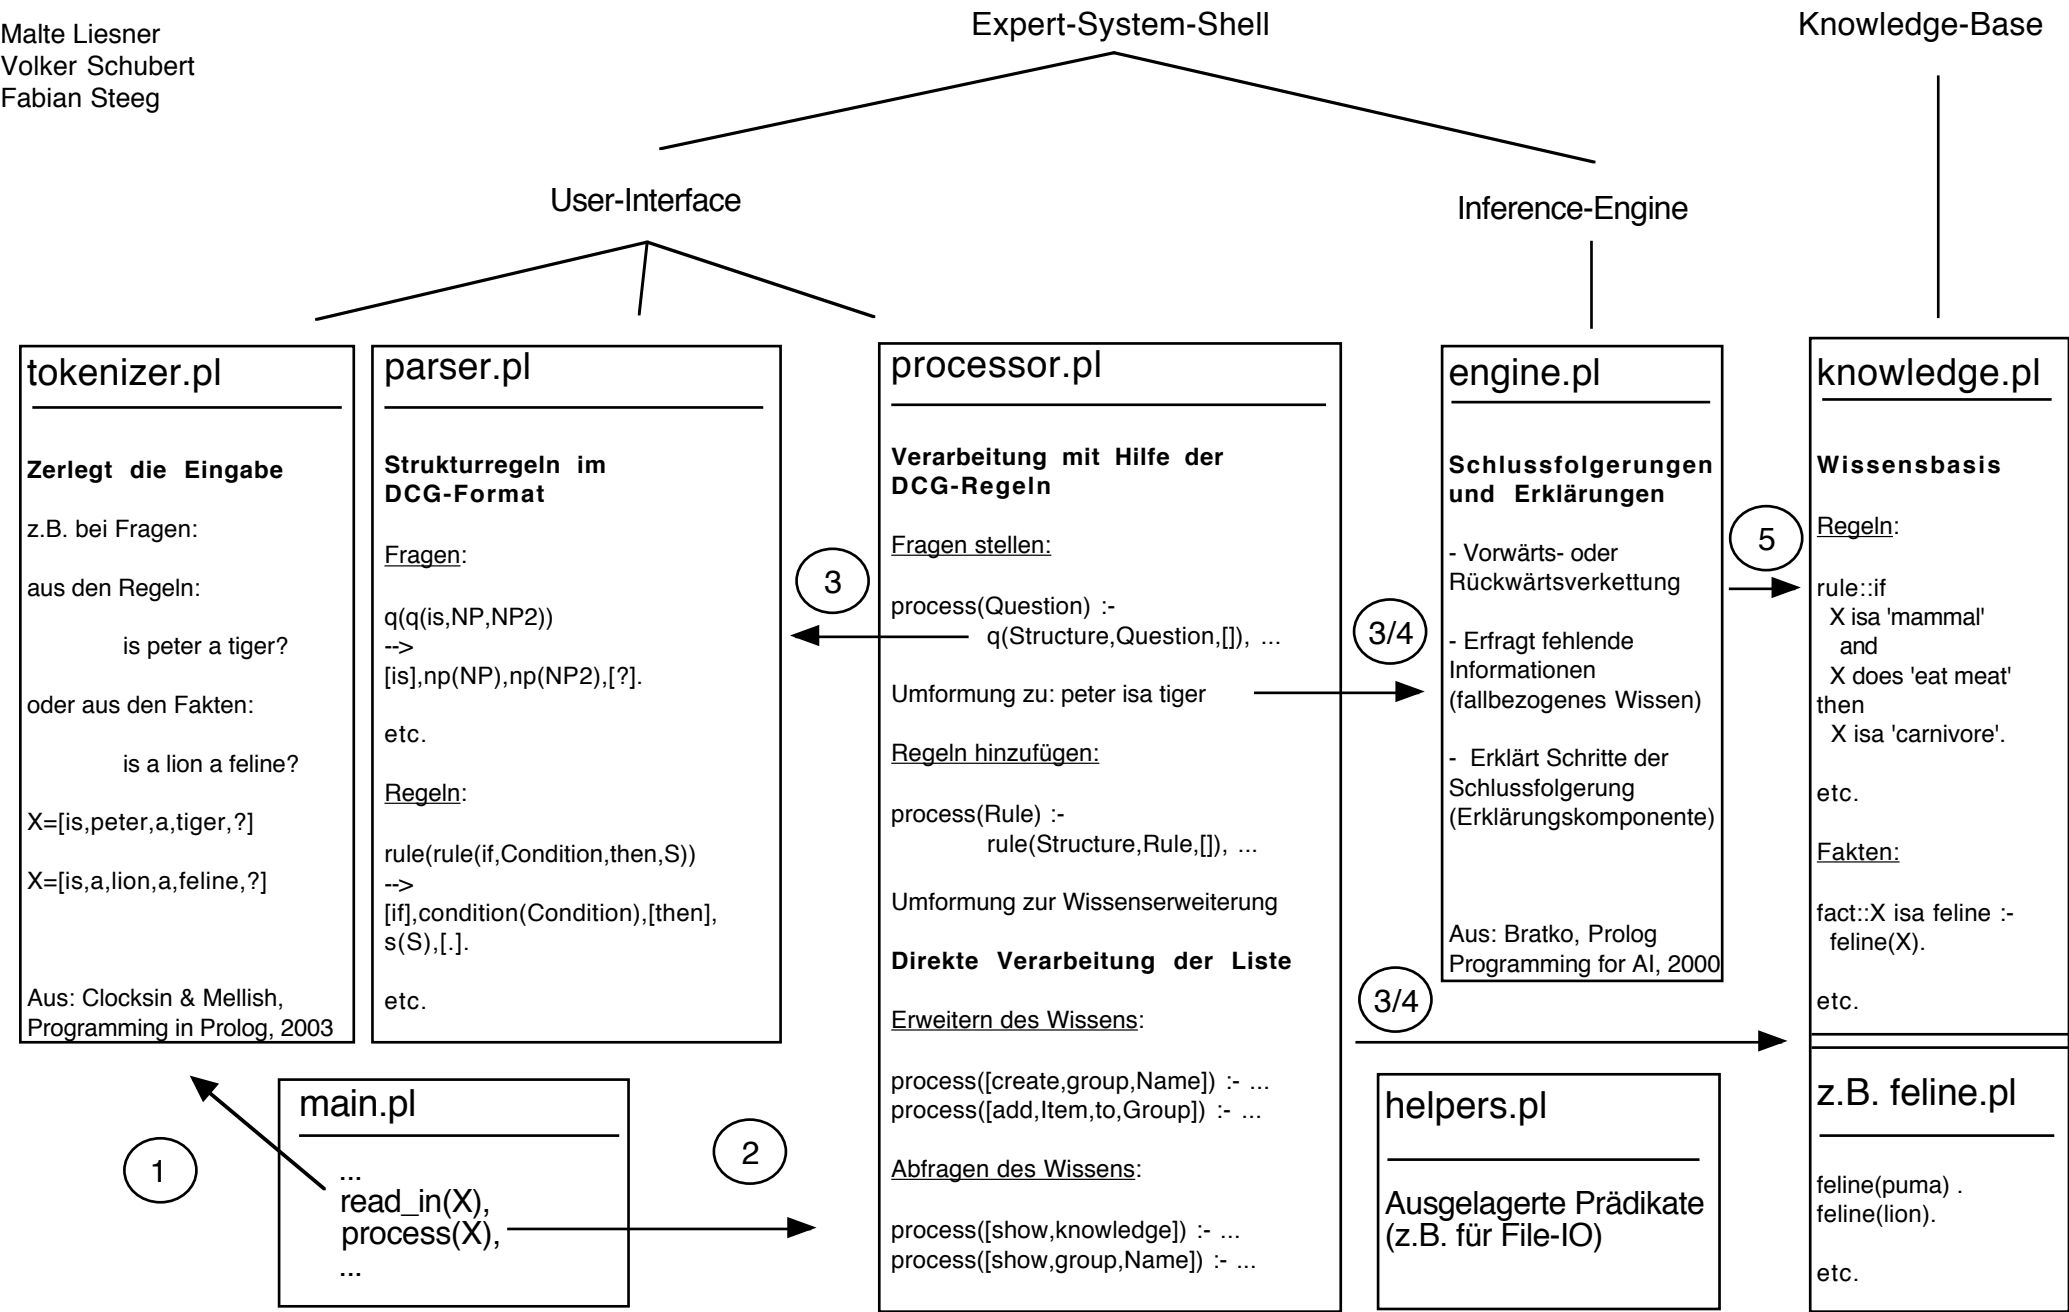 Malte Liesner
Volker Schubert
Fabian Steeg
Expert-System-Shell
Knowledge-Base
User-Interface
Inference-Engine
tokenizer.pl
Zerlegt die Eingabe
z.B. bei Fragen:
aus den Regeln:
is peter a tiger?
oder aus den Fakten:
is a lion a feline?
X=[is,peter,a,tiger,?]
X=[is,a,lion,a,feline,?]
Aus: Clocksin & Mellish,
Programming in Prolog, 2003
parser.pl
Strukturregeln im
DCG-Format
Fragen:
q(q(is,NP,NP2))
-->
[is],np(NP),np(NP2),[?].
etc.
Regeln:
rule(rule(if,Condition,then,S))
-->
[if],condition(Condition),[then],
s(S),[.].
etc.
3
processor.pl
Verarbeitung mit Hilfe der
DCG-Regeln
Fragen stellen:
process(Question) :-
q(Structure,Question,[]), ...
Umformung zu: peter isa tiger
Regeln hinzufügen:
process(Rule) :-
rule(Structure,Rule,[]), ...
Umformung zur Wissenserweiterung
Direkte Verarbeitung der Liste
Erweitern des Wissens:
process([create,group,Name]) :- ...
process([add,Item,to,Group]) :- ...
Abfragen des Wissens:
process([show,knowledge]) :- ...
process([show,group,Name]) :- ...
3/4
engine.pl
Schlussfolgerungen
und Erklärungen
- Vorwärts- oder
Rückwärtsverkettung
- Erfragt fehlende
Informationen
(fallbezogenes Wissen)
- Erklärt Schritte der
Schlussfolgerung
(Erklärungskomponente)
Aus: Bratko, Prolog
Programming for AI, 2000
5
knowledge.pl
Wissensbasis
Regeln:
rule::if
X isa 'mammal'
and
X does 'eat meat'
then
X isa 'carnivore'.
etc.
Fakten:
fact::X isa feline :-
feline(X).
etc.
3/4
1
main.pl
...
read_in(X),
process(X),
...
2
helpers.pl
Ausgelagerte Prädikate
(z.B. für File-IO)
z.B. feline.pl
feline(puma) .
feline(lion).
etc.